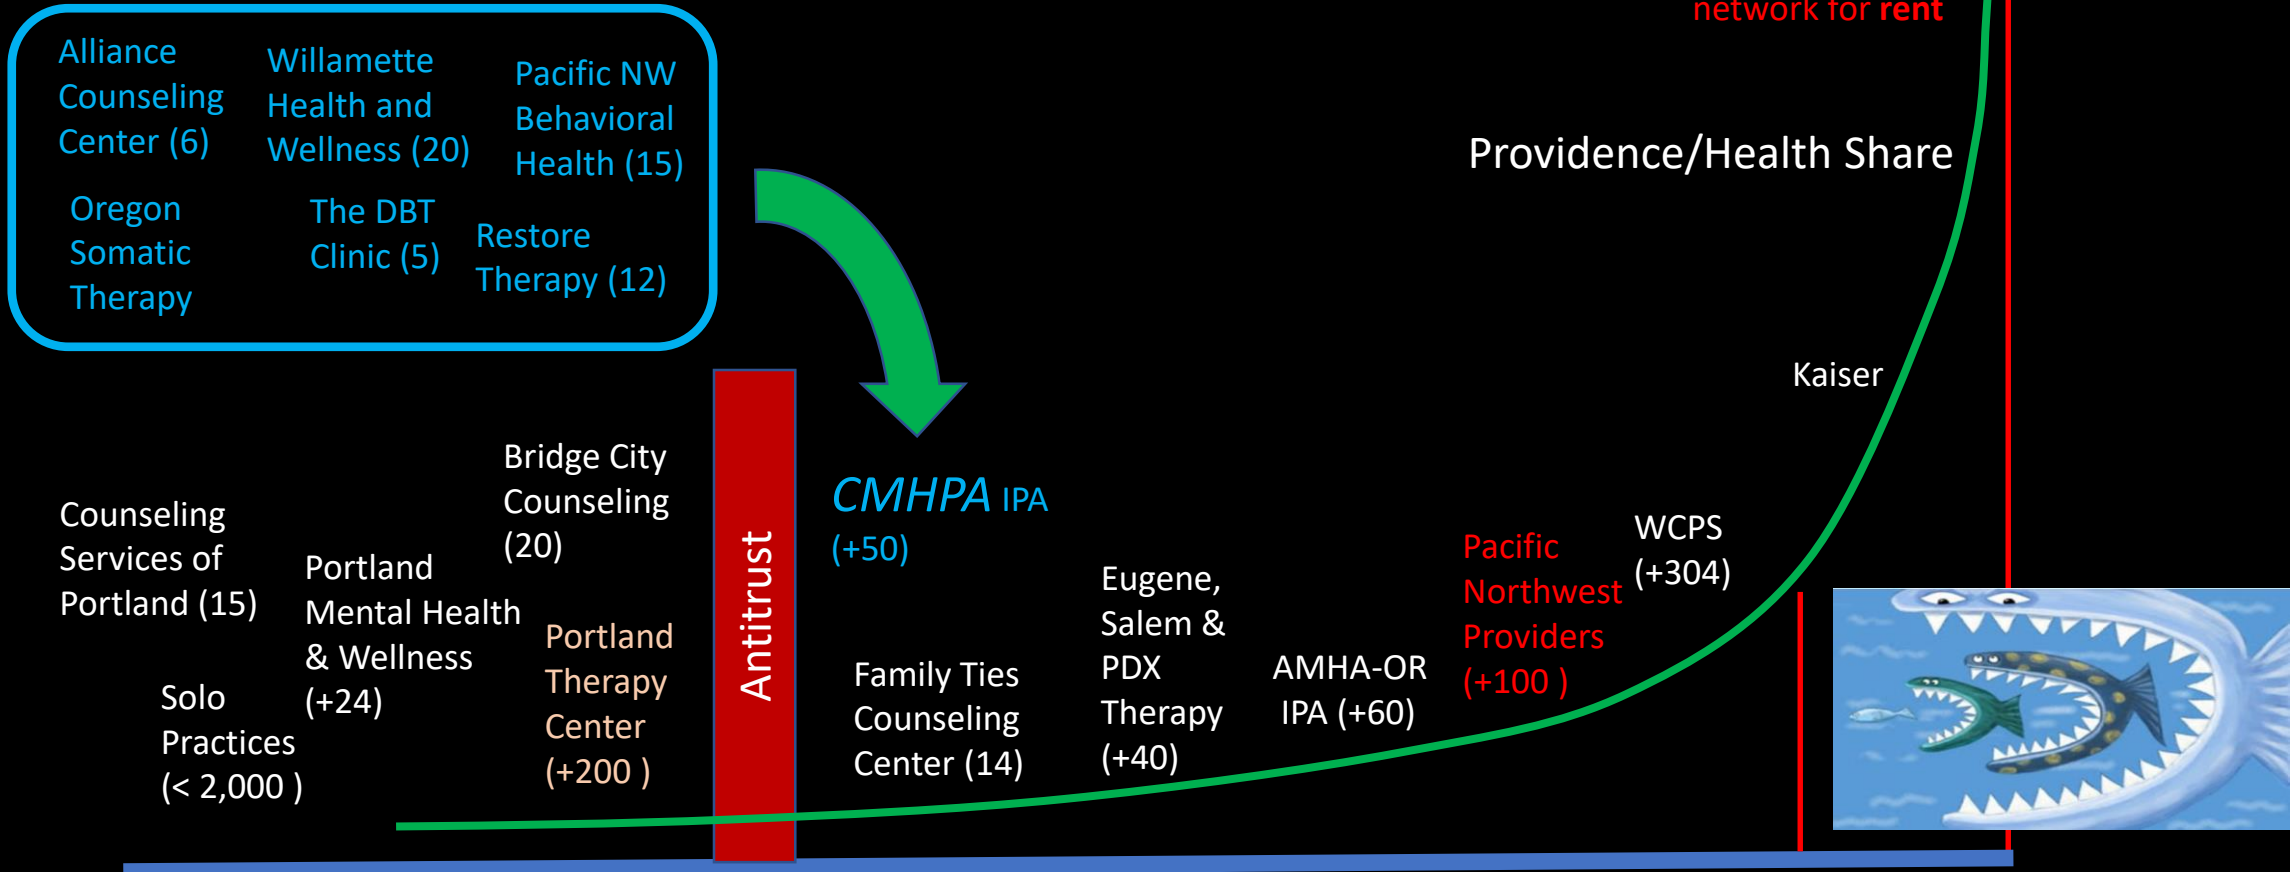 network for rent
Alliance
Counseling
Center (6)
Willamette
Health and
Wellness (20)
Pacific NW
Behavioral
Health (15)
Oregon
Somatic
Therapy
The DBT
Clinic (5)
Restore
Therapy (12)
Providence/Health Share
Kaiser
Counseling
Services of
Portland (15)
Solo
Practices
(< 2,000 )
Portland
Mental Health
& Wellness
(+24)
Bridge City
Counseling
(20)
Portland
Therapy
Center
(+200 )
Antitrust
CMHPA IPA
(+50)
Family Ties
Counseling
Center (14)
Eugene,
Salem &
PDX
Therapy
(+40)
AMHA-OR
IPA (+60)
Pacific
Northwest
Providers
(+100 )
WCPS
(+304)